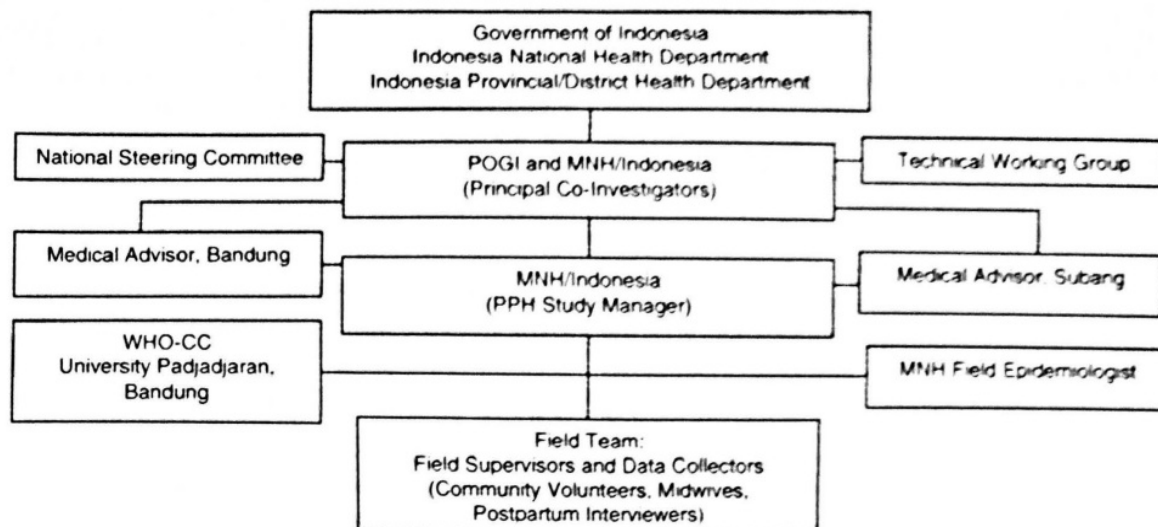 Government of Indonesia
Indonesia National Health Department
Indonesia Provincial/District Health Department
National Steering Committee
POGI and MNH/Indonesia
(Principal Co-Investigators)
Technical Working Group
Medical Advisor, Bandung
MNH/Indonesia
(PPH Study Manager)
Medical Advisor, Subang
WHO-CC
University Padjadjaran,
Bandung
MNH Field Epidemiologist
Field Team:
Field Supervisors and Data Collectors
(Community Volunteers, Midwives,
Postpartum Interviewers)